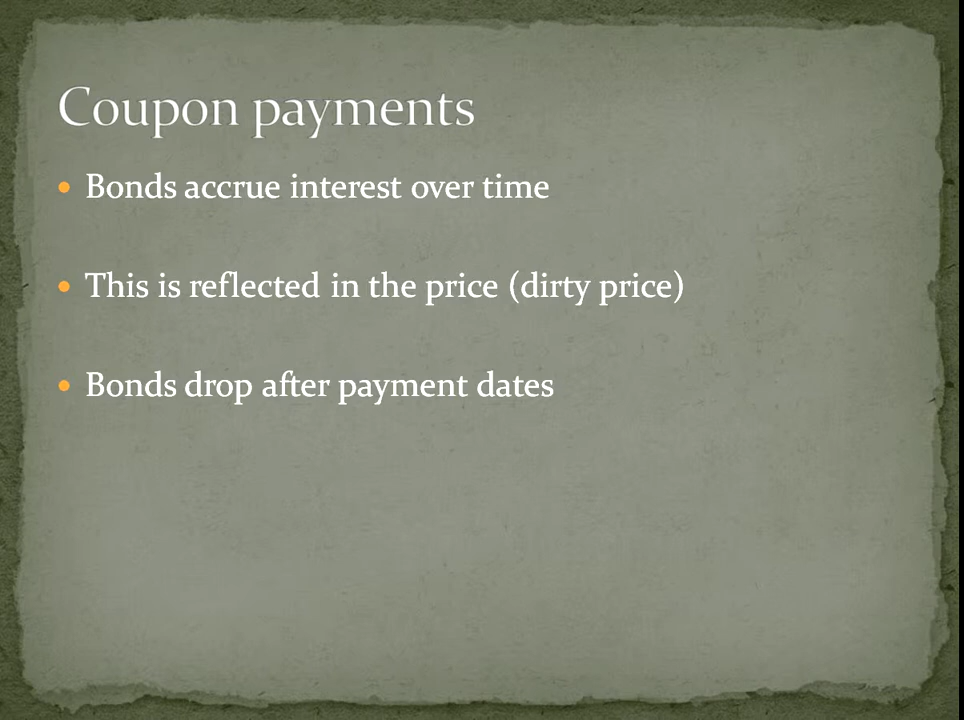 Coupon payments
Bonds accrue interest over time
This is reflected in the price (dirty price)
Bonds drop after payment dates